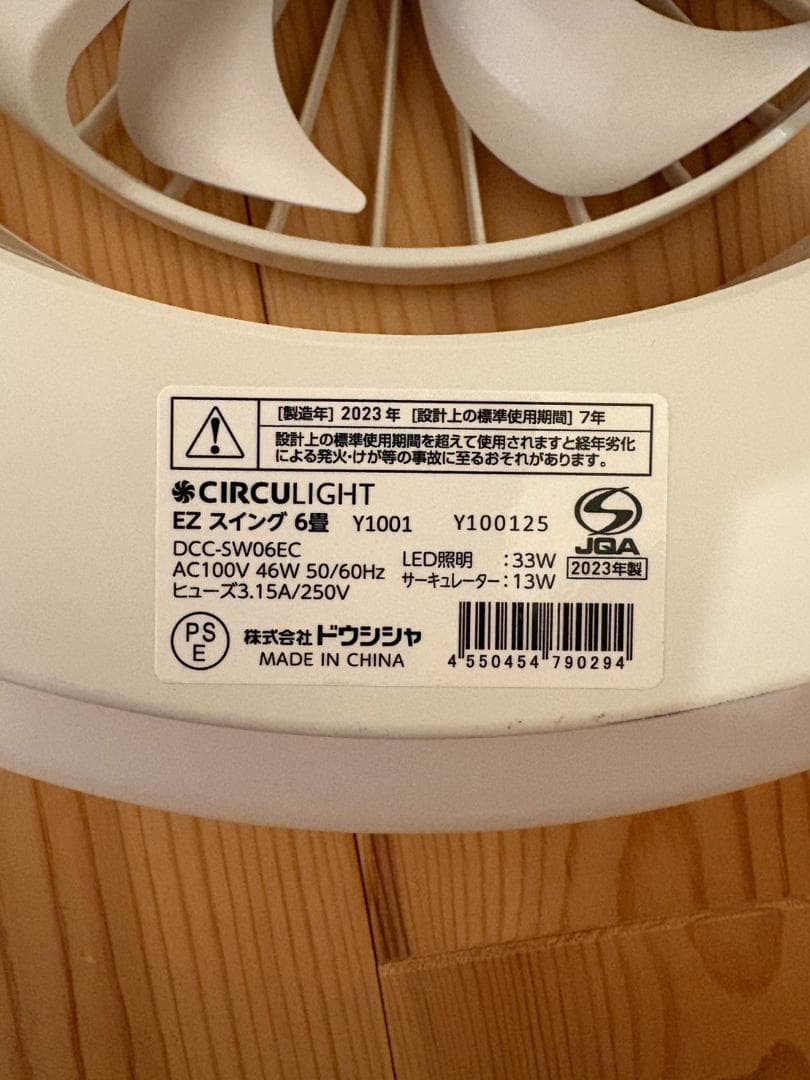 [製造年] 2023年 [設計上の標準使用期間] 7年
設計上の標準使用期間を超えて使用されますと経年劣化
による発火・けが等の事故に至るおそれがあります。
CIRCULIGHT
EZ スイング 6畳 Y1001 Y100125
DCC-SW06EC
AC100V 46W 50/60Hz
ヒューズ3.15A/250V
LED照明 :33W
サーキュレーター:13W
JQA
2023年製
PS
E
株式会社ドウシシャ
MADE IN CHINA
4 550454 790294